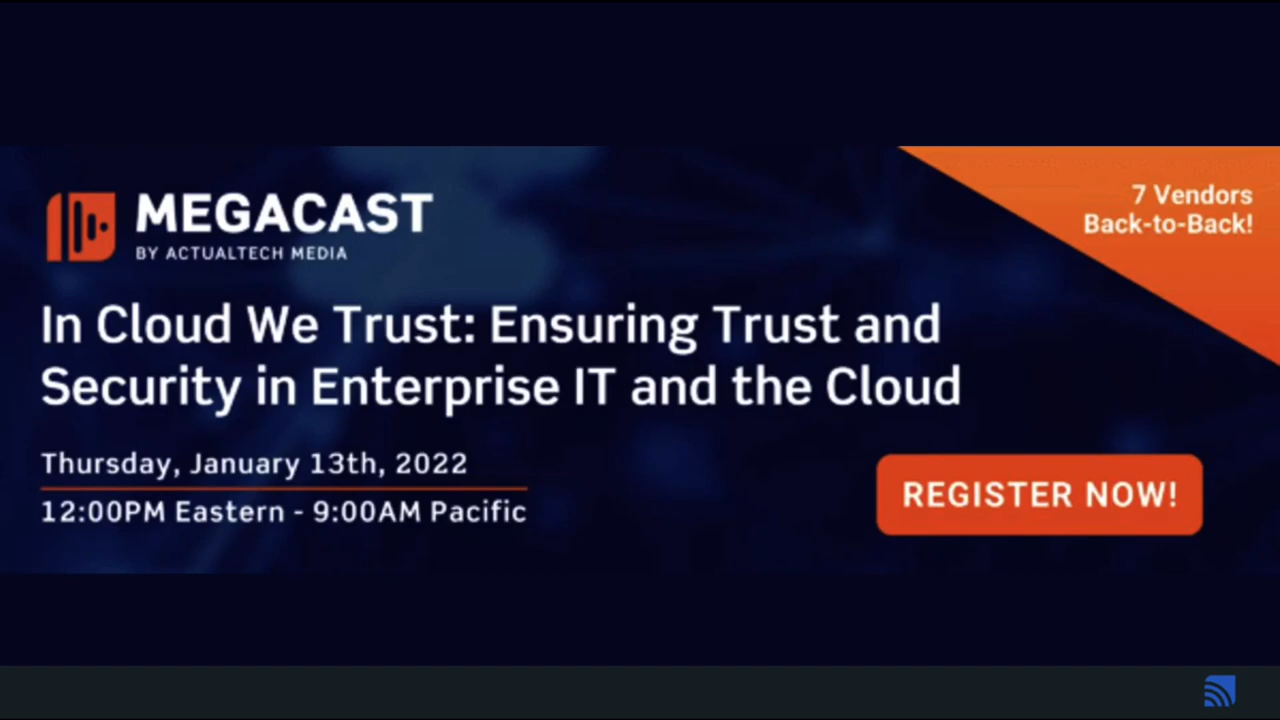 MEGACAST
BY ACTUALTECH MEDIA
7 Vendors
Back-to-Back!
In Cloud We Trust: Ensuring Trust and
Security in Enterprise IT and the Cloud
Thursday, January 13th, 2022
12:00PM Eastern - 9:00AM Pacific
REGISTER NOW!